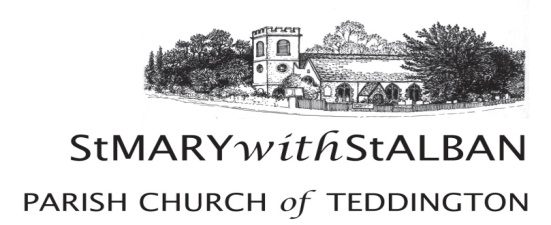 StMARYwithStALBAN
PARISH CHURCH of TEDDINGTON